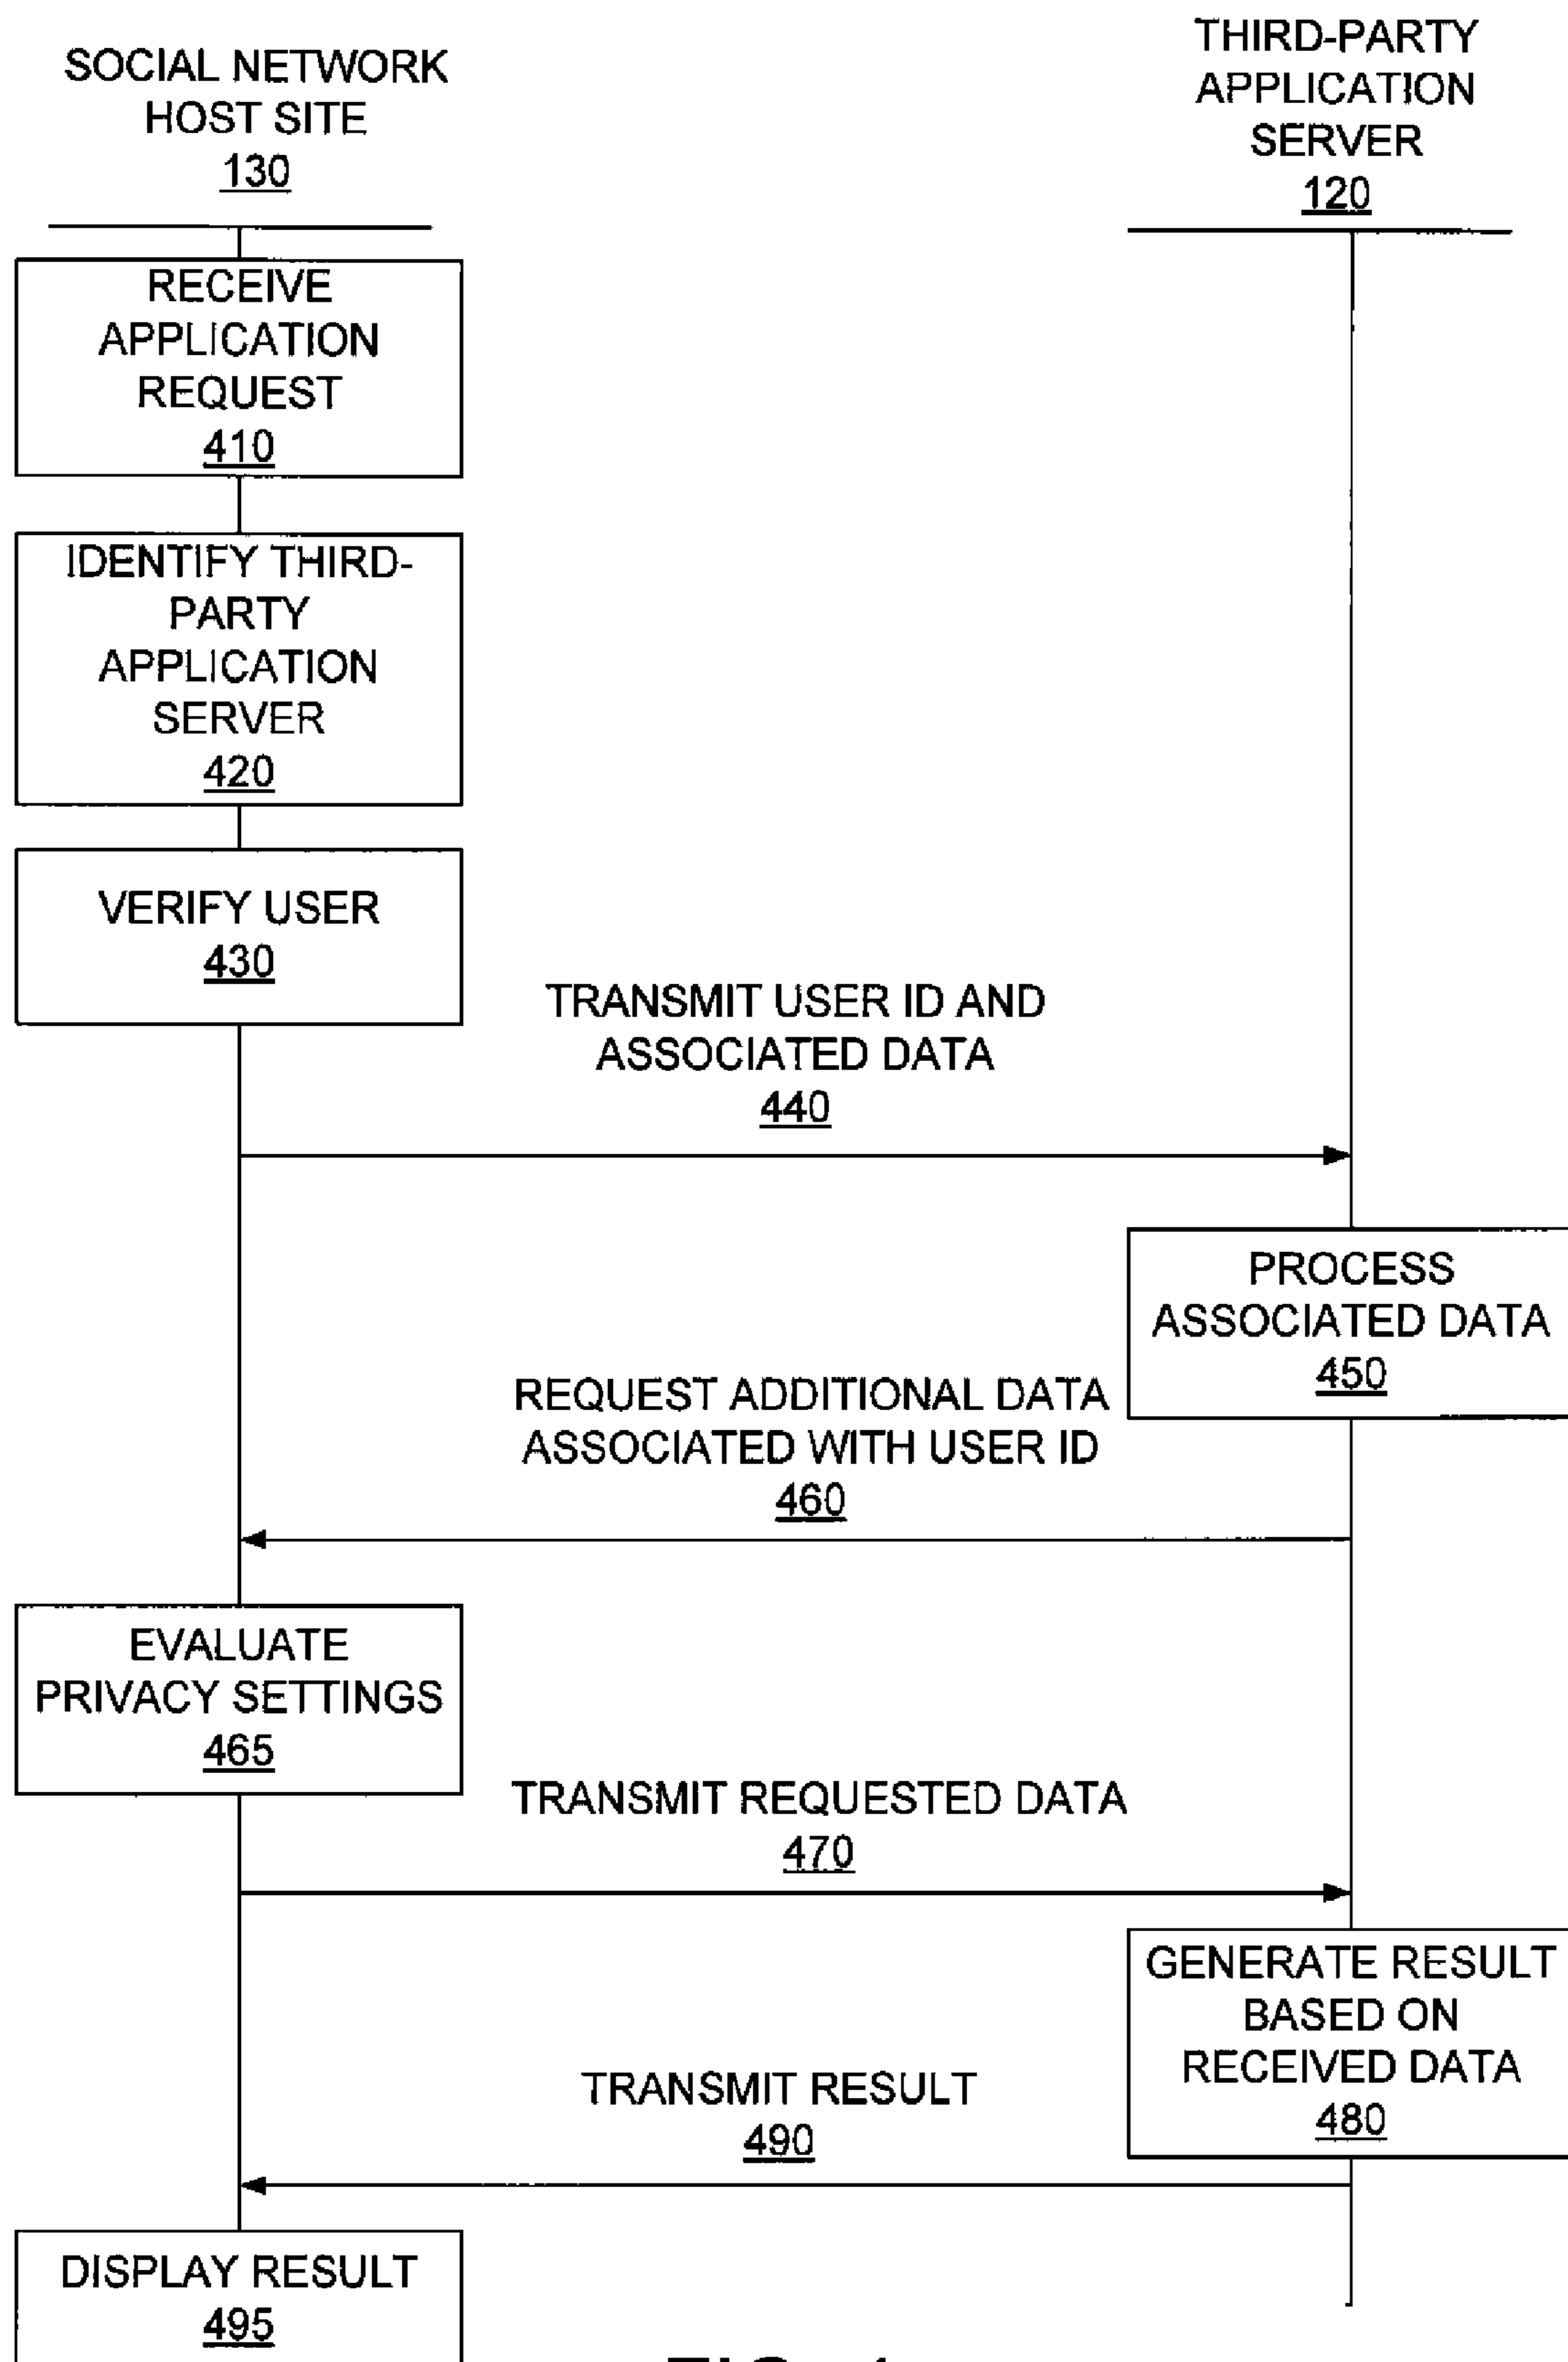 SOCIAL NETWORK
HOST SITE
130
THIRD-PARTY
APPLICATION
SERVER
120
RECEIVE
APPLICATION
REQUEST
410
IDENTIFY THIRD-
PARTY
APPLICATION
SERVER
420
VERIFY USER
430
TRANSMIT USER ID AND
ASSOCIATED DATA
440
PROCESS
ASSOCIATED DATA
450
REQUEST ADDITIONAL DATA
ASSOCIATED WITH USER ID
460
EVALUATE
PRIVACY SETTINGS
465
TRANSMIT REQUESTED DATA
470
GENERATE RESULT
BASED ON
RECEIVED DATA
480
TRANSMIT RESULT
490
DISPLAY RESULT
495